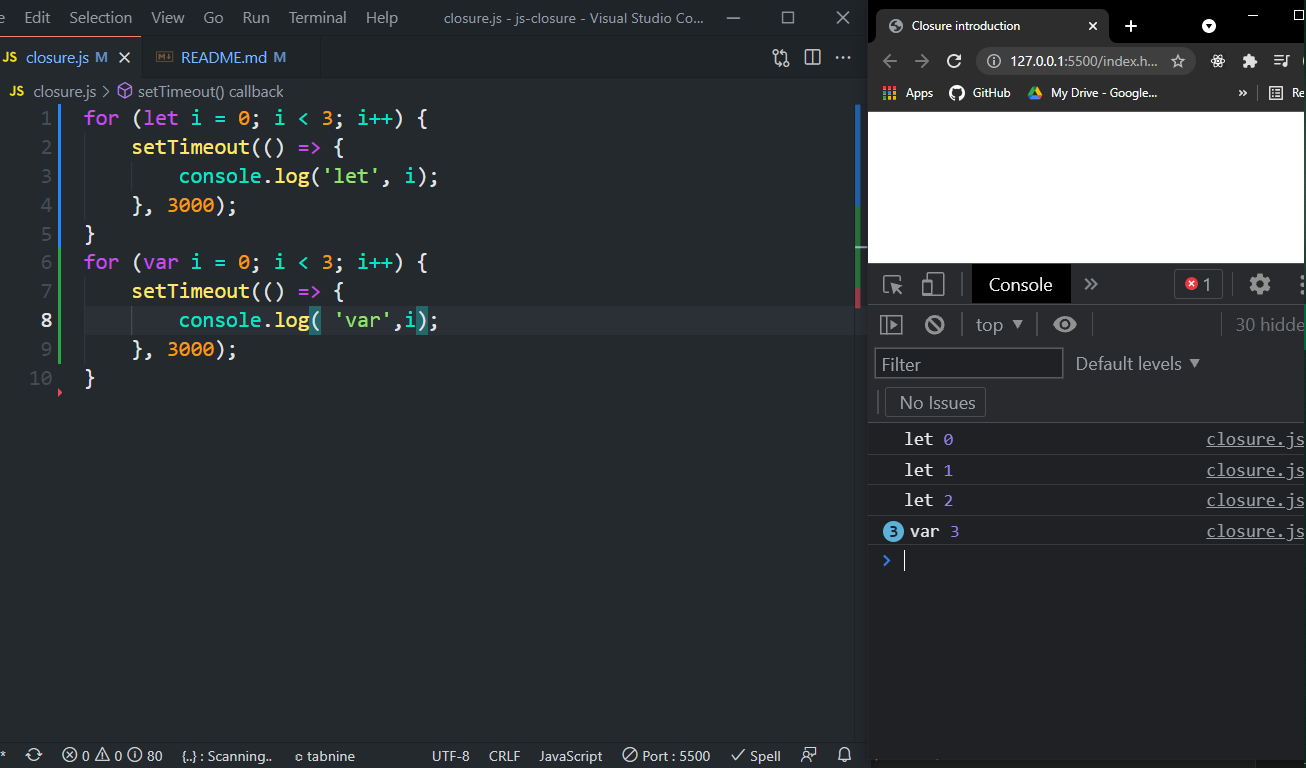 Edit Selection View Go Run Terminal Help closure.js - js-closure - Visual Studio Co...
JS closure.js M README.md M
JS closure.js > setTimeout() callback
1 for (let i = 0; i < 3; i++) {
2 setTimeout(() => {
3 console.log('let', i);
4 }, 3000);
5 }
6 for (var i = 0; i < 3; i++) {
7 setTimeout(() => {
8 console.log( 'var',i);
9 }, 3000);
10 }
* 0 0 80 {..} : Scanning.. tabnine UTF-8 CRLF JavaScript Port : 5500 Spell
Closure introduction
127.0.0.1:5500/index.h...
Apps GitHub My Drive - Google... » Re
Console » 1
top 30 hidde
Filter Default levels
No Issues
let 0 closure.js
let 1 closure.js
let 2 closure.js
3 var 3 closure.js
>